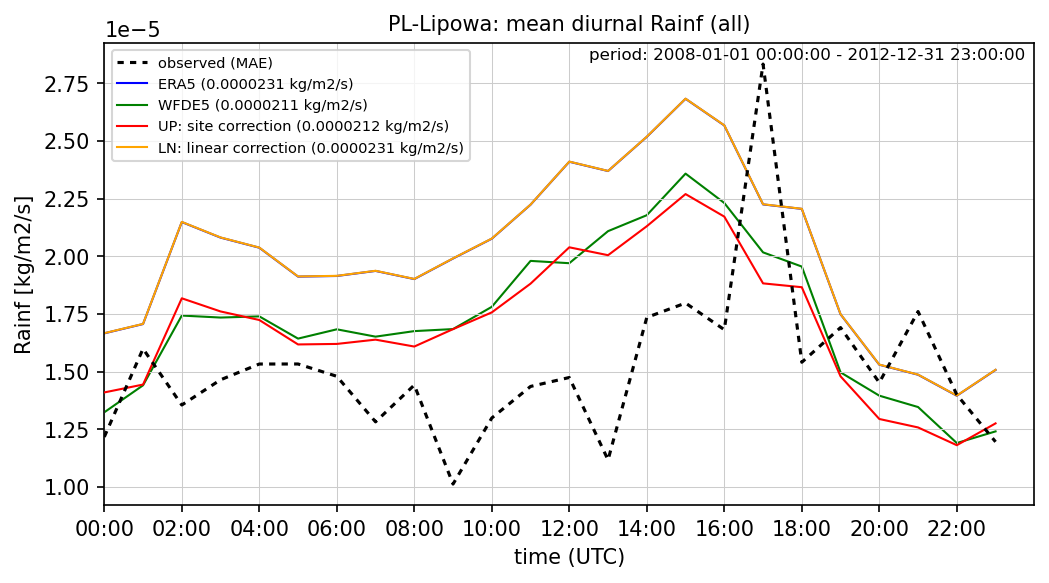 PL-Lipowa: mean diurnal Rainf (all)
1e−5
period: 2008-01-01 00:00:00 - 2012-12-31 23:00:00
observed (MAE)
ERA5 (0.0000231 kg/m2/s)
WFDE5 (0.0000211 kg/m2/s)
UP: site correction (0.0000212 kg/m2/s)
LN: linear correction (0.0000231 kg/m2/s)
Rainf [kg/m2/s]
2.75
2.50
2.25
2.00
1.75
1.50
1.25
1.00
00:00 02:00 04:00 06:00 08:00 10:00 12:00 14:00 16:00 18:00 20:00 22:00
time (UTC)